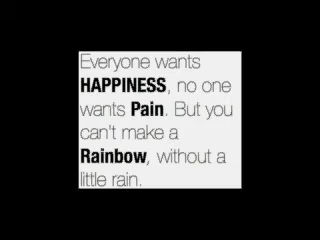 Everyone wants
HAPPINESS, no one
wants Pain. But you
can't make a
Rainbow, without a
little rain.